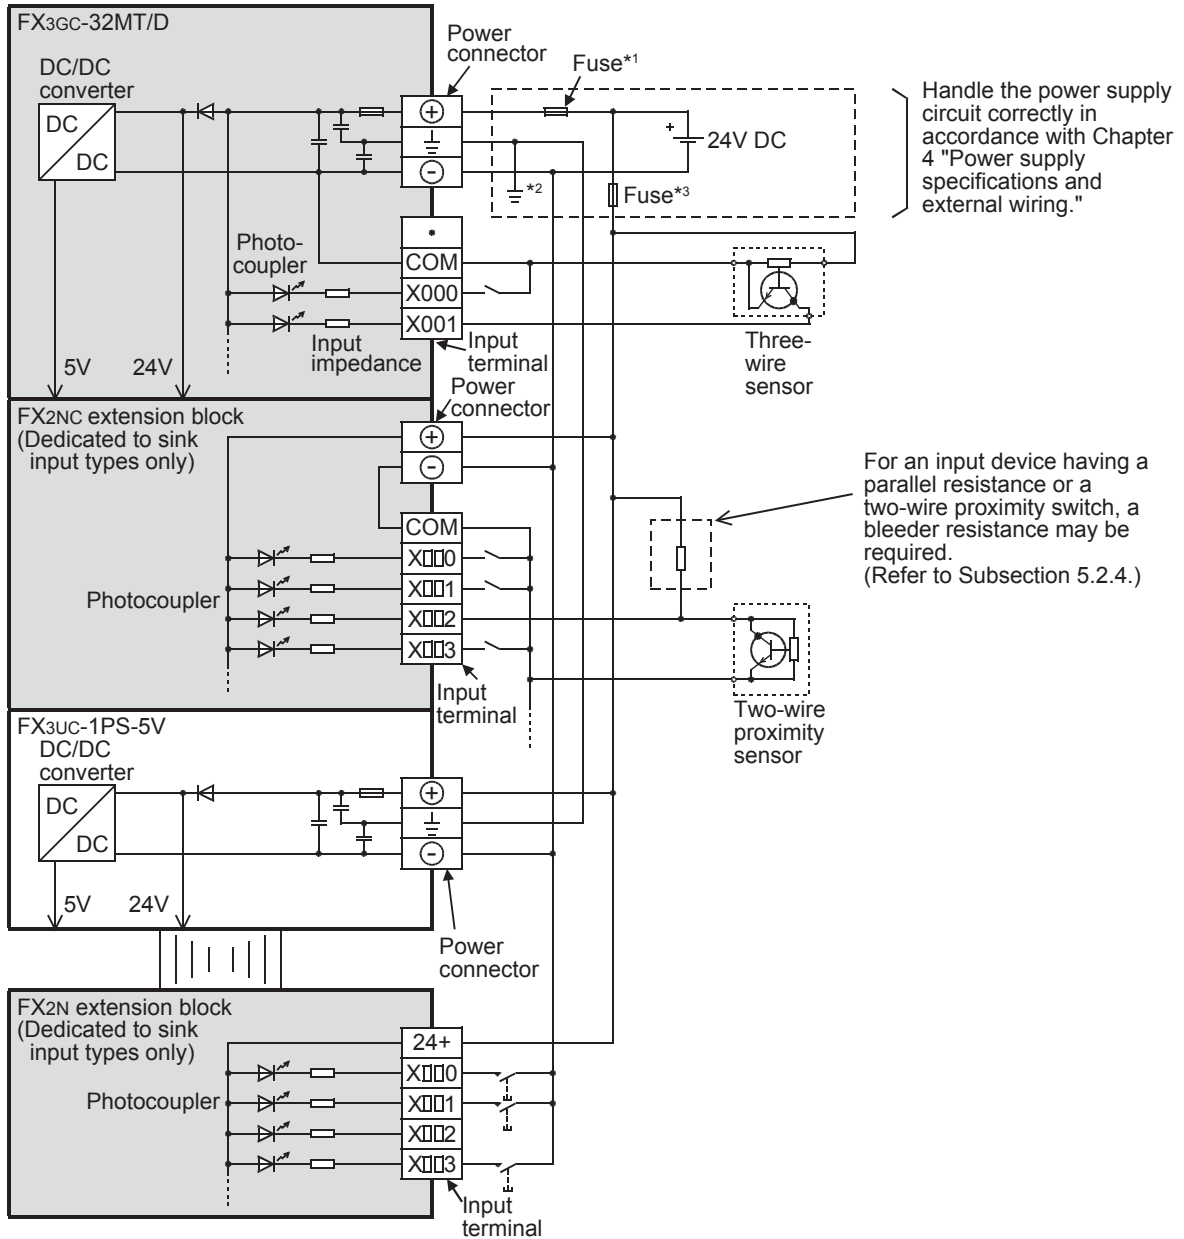 FX3GC-32MT/D
DC/DC
converter
DC
DC
Power
connector
Fuse*1
+
24V DC
*2
Fuse*3
Handle the power supply
circuit correctly in
accordance with Chapter
4 "Power supply
specifications and
external wiring."
+
-
•
COM
X000
X001
Photo-
coupler
Input
impedance
Input
terminal
Three-
wire
sensor
5V
24V
Power
connector
FX2NC extension block
(Dedicated to sink
input types only)
+
-
COM
X▯▯0
X▯▯1
X▯▯2
X▯▯3
Photocoupler
Input
terminal
For an input device having a
parallel resistance or a
two-wire proximity switch, a
bleeder resistance may be
required.
(Refer to Subsection 5.2.4.)
Two-wire
proximity
sensor
FX3UC-1PS-5V
DC/DC
converter
DC
DC
+
-
5V
24V
Power
connector
FX2N extension block
(Dedicated to sink
input types only)
24+
X▯▯0
X▯▯1
X▯▯2
X▯▯3
Photocoupler
Input
terminal